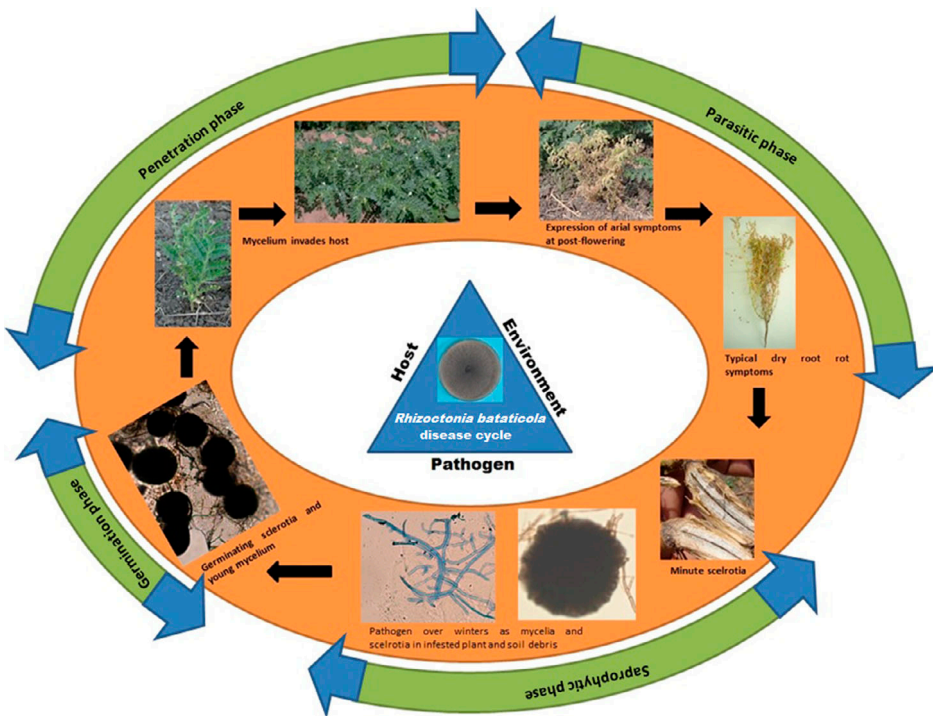 Penetration phase
Parasitic phase
Mycelium invades host
Expression of arial symptoms
at post-flowering
Typical dry root rot
symptoms
Host
Environment
Rhizoctonia bataticola
disease cycle
Pathogen
Germination phase
Germinating sclerotia and
young mycelium
Minute scelrotia
Pathogen over winters as mycelia and
scelrotia in infested plant and soil debris
Saprophytic phase